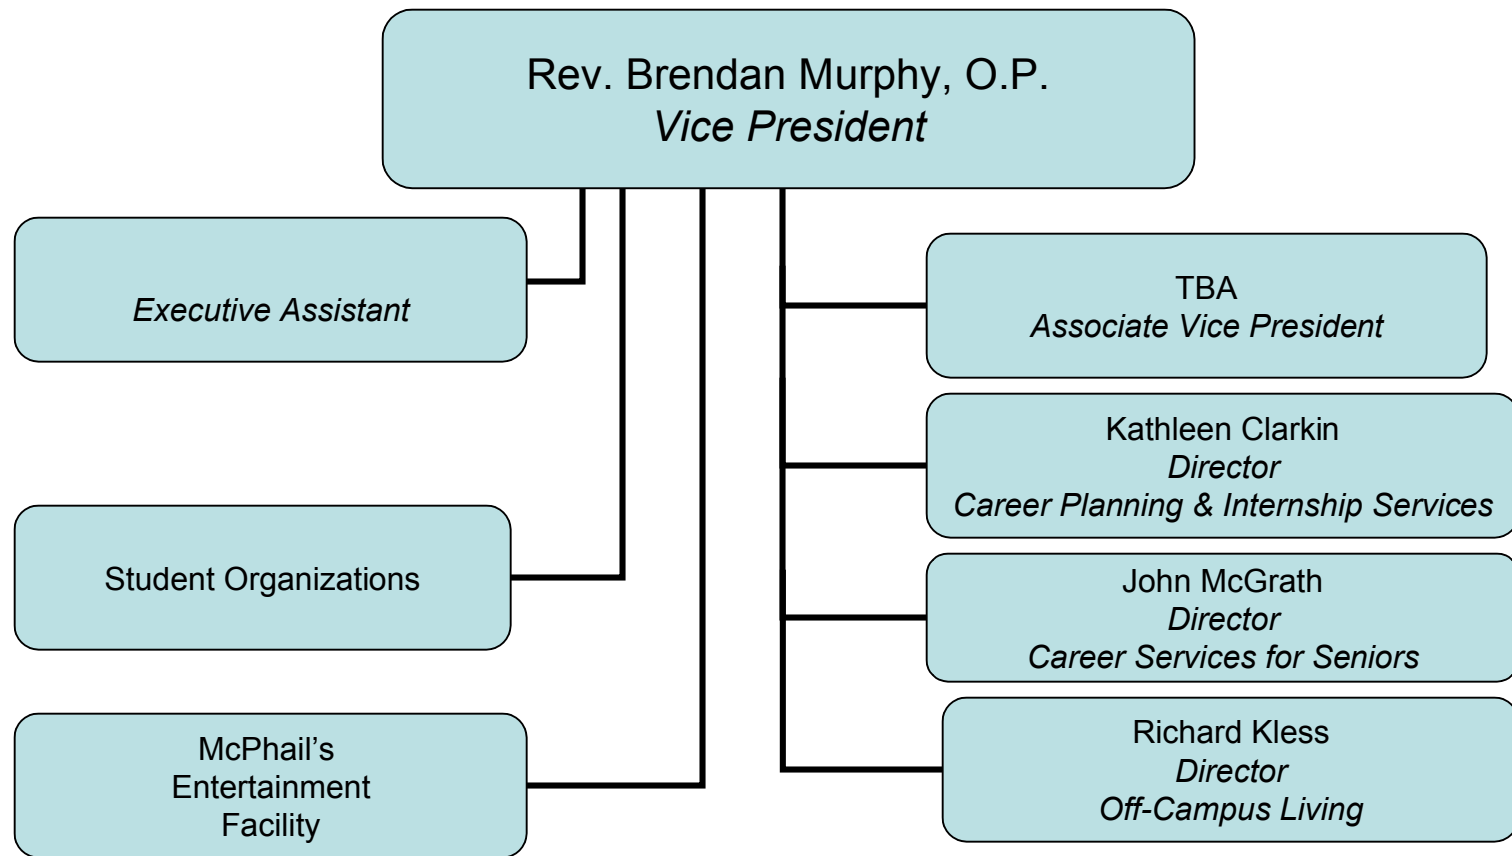 Rev. Brendan Murphy, O.P.
Vice President
Executive Assistant
Student Organizations
McPhail’s
Entertainment
Facility
TBA
Associate Vice President
Kathleen Clarkin
Director
Career Planning & Internship Services
John McGrath
Director
Career Services for Seniors
Richard Kless
Director
Off-Campus Living